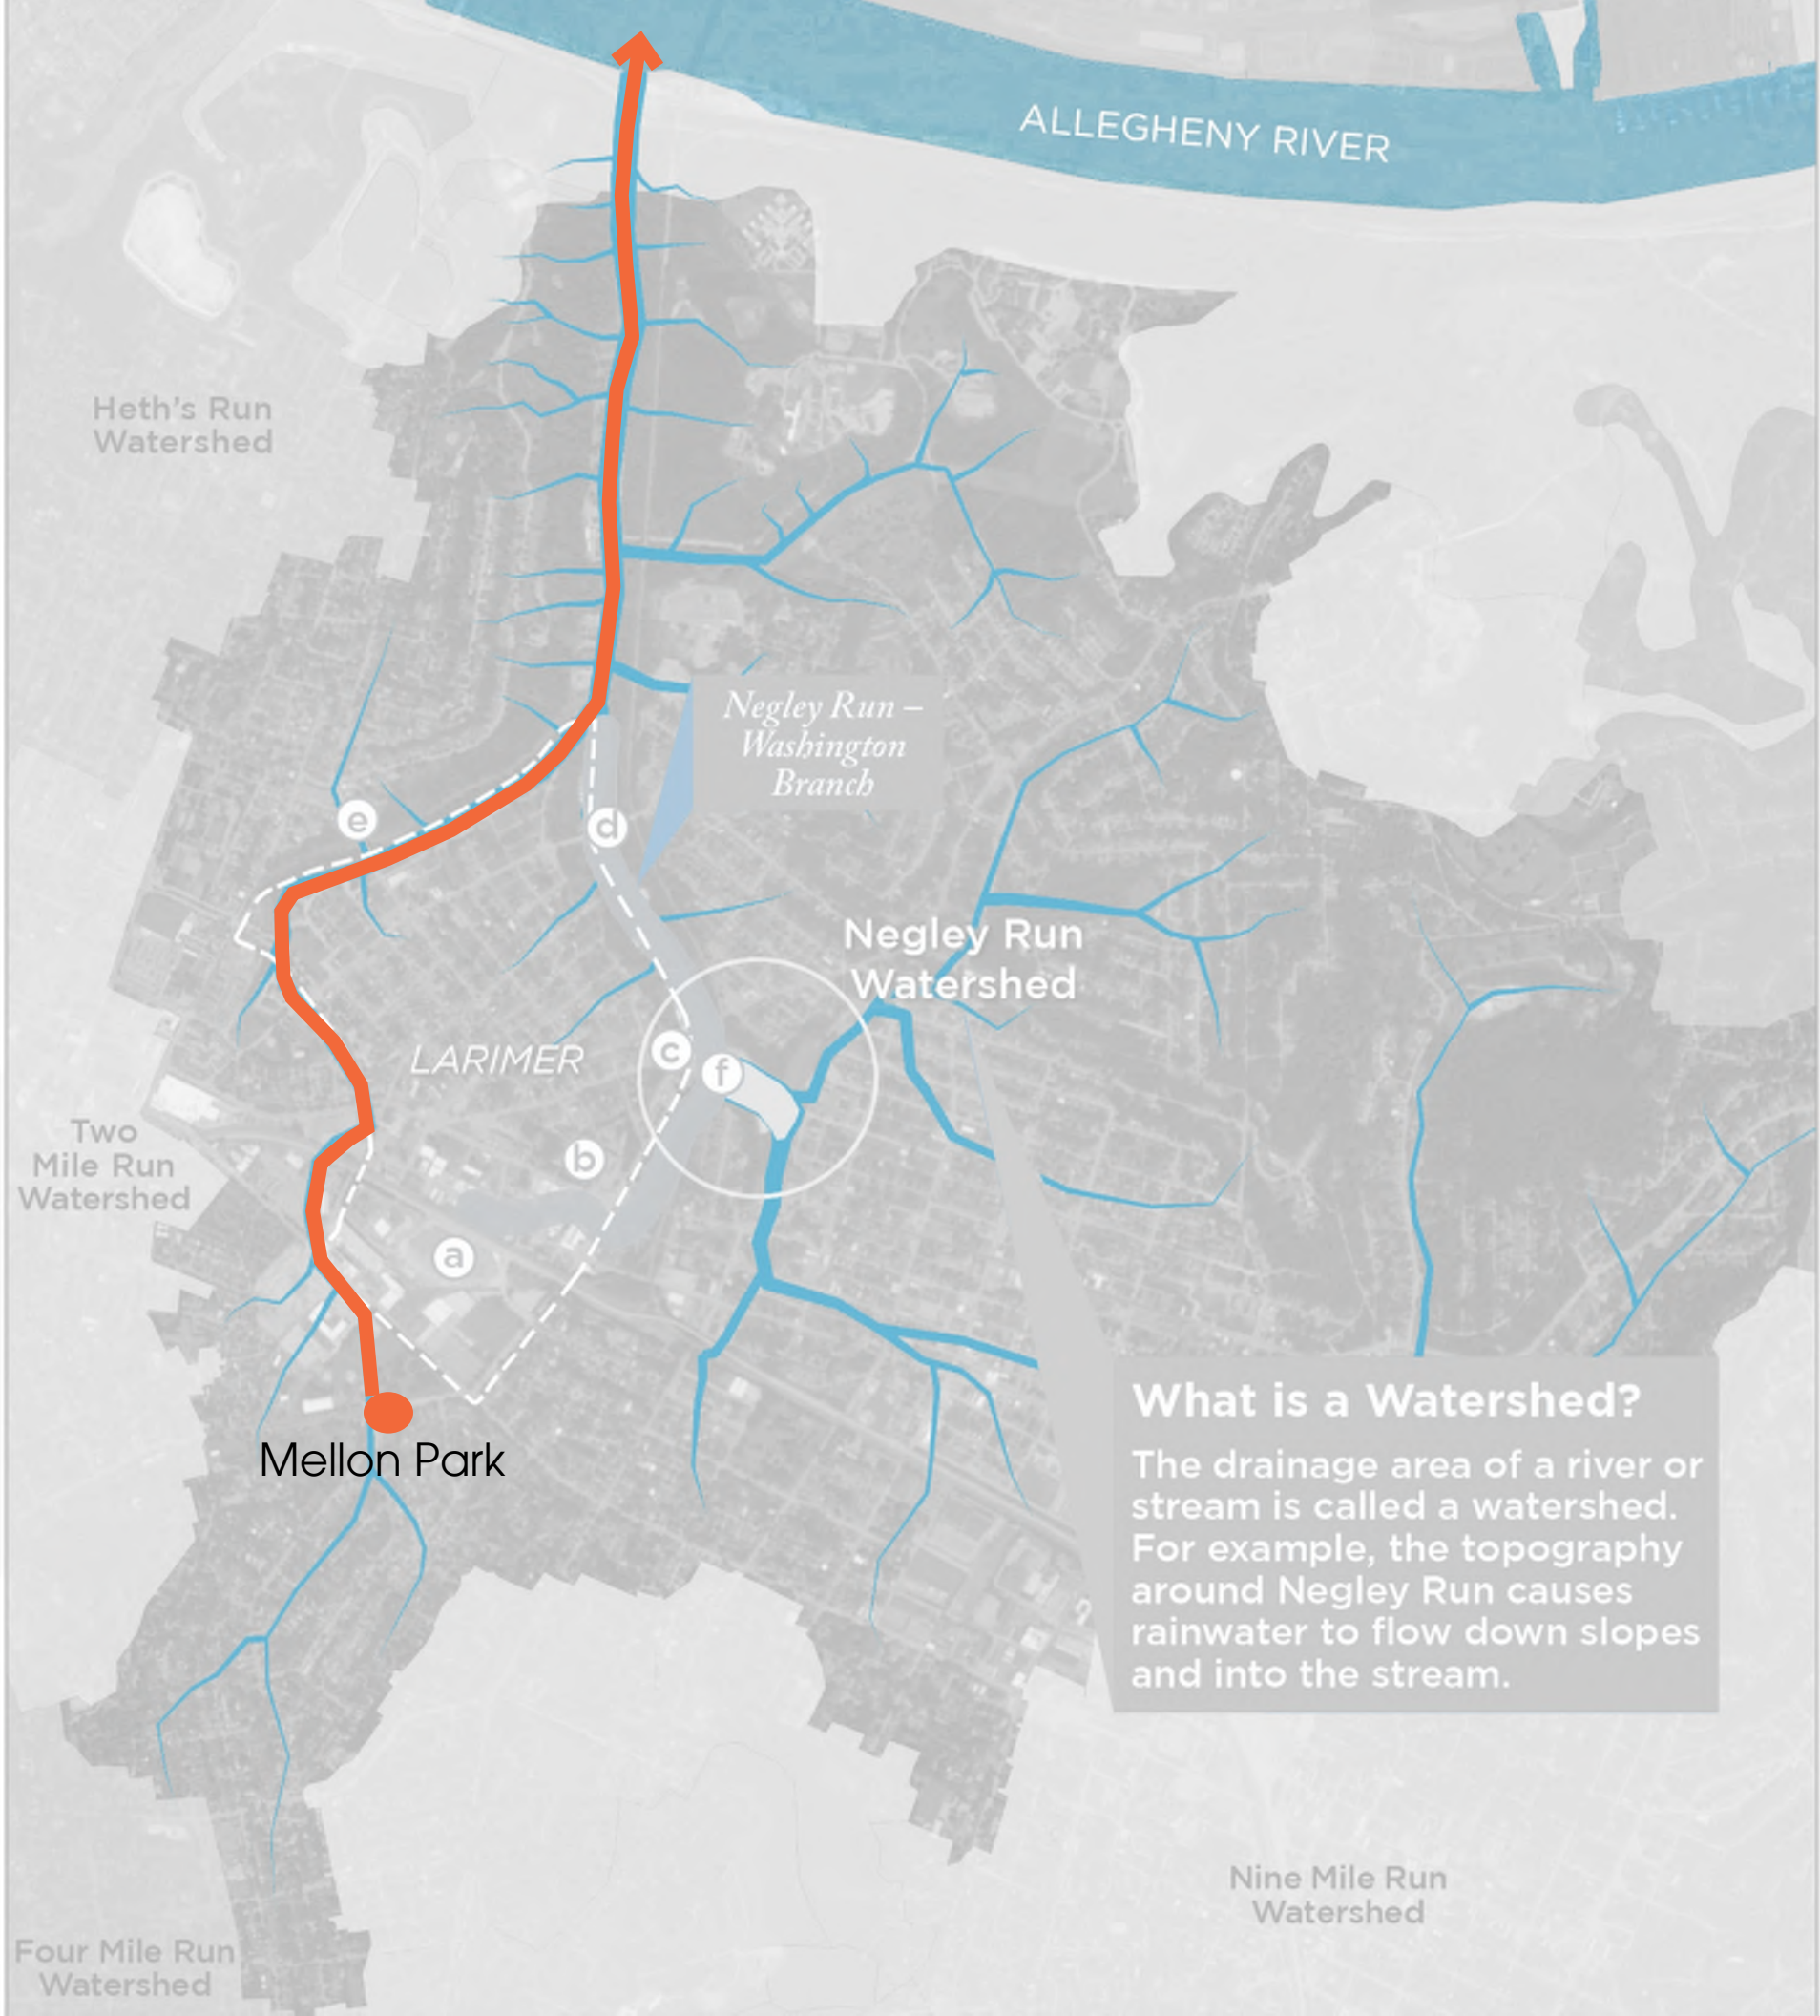 ALLEGHENY RIVER
Heth's Run
Watershed
Negley Run –
Washington
Branch
e
d
Negley Run
Watershed
LARIMER
c
f
Two
Mile Run
Watershed
b
a
What is a Watershed?
The drainage area of a river or
stream is called a watershed.
For example, the topography
around Negley Run causes
rainwater to flow down slopes
and into the stream.
Mellon Park
Nine Mile Run
Watershed
Four Mile Run
Watershed